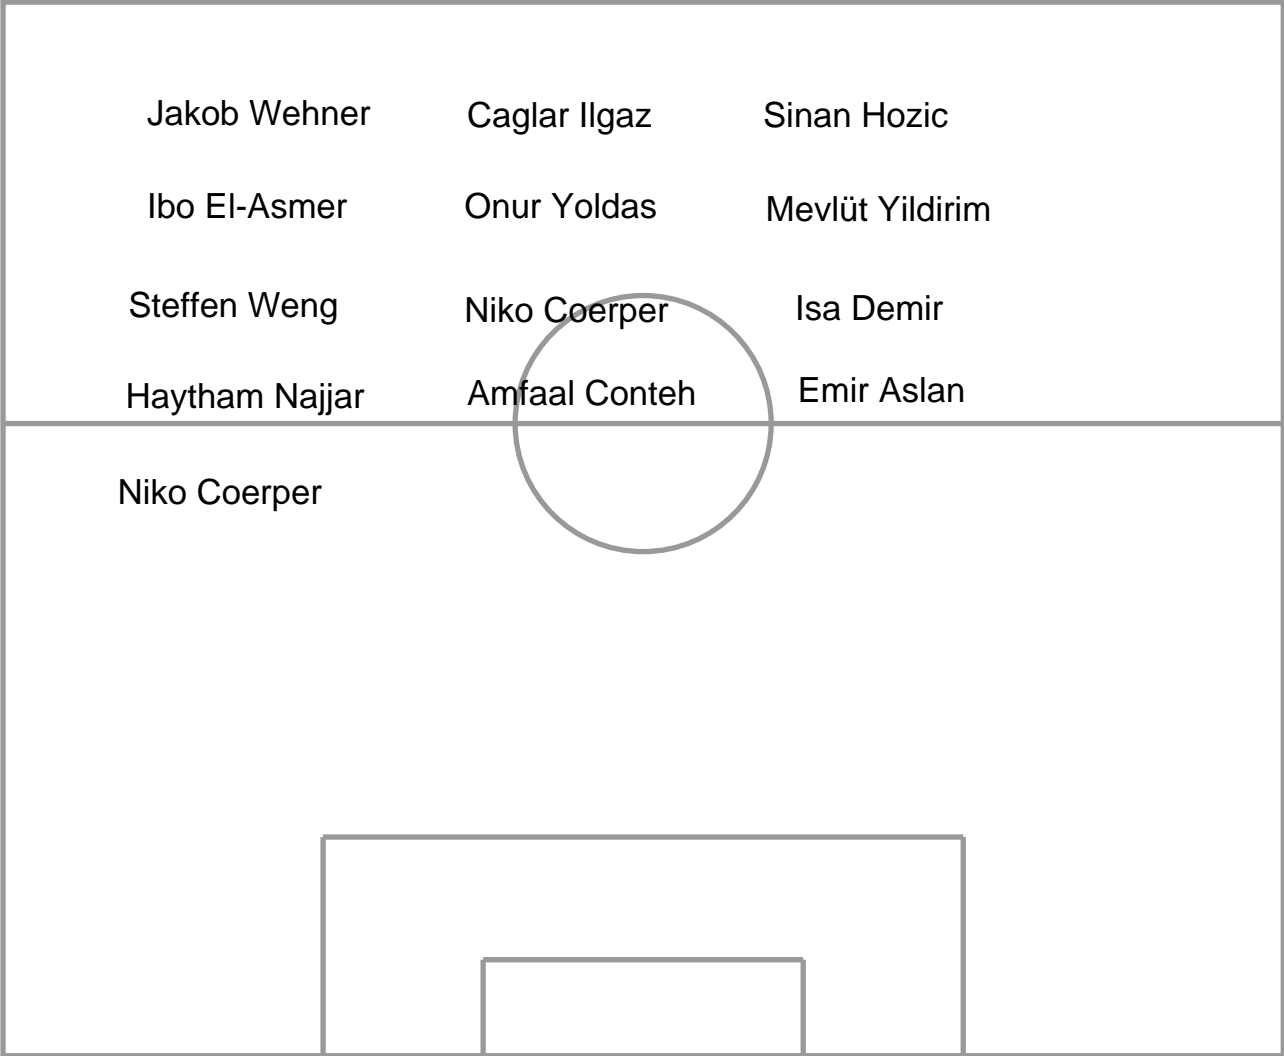 Jakob Wehner Caglar Ilgaz Sinan Hozic
Ibo El-Asmer Onur Yoldas Mevlüt Yildirim
Steffen Weng Niko Coerper Isa Demir
Haytham Najjar Amfaal Conteh Emir Aslan
Niko Coerper